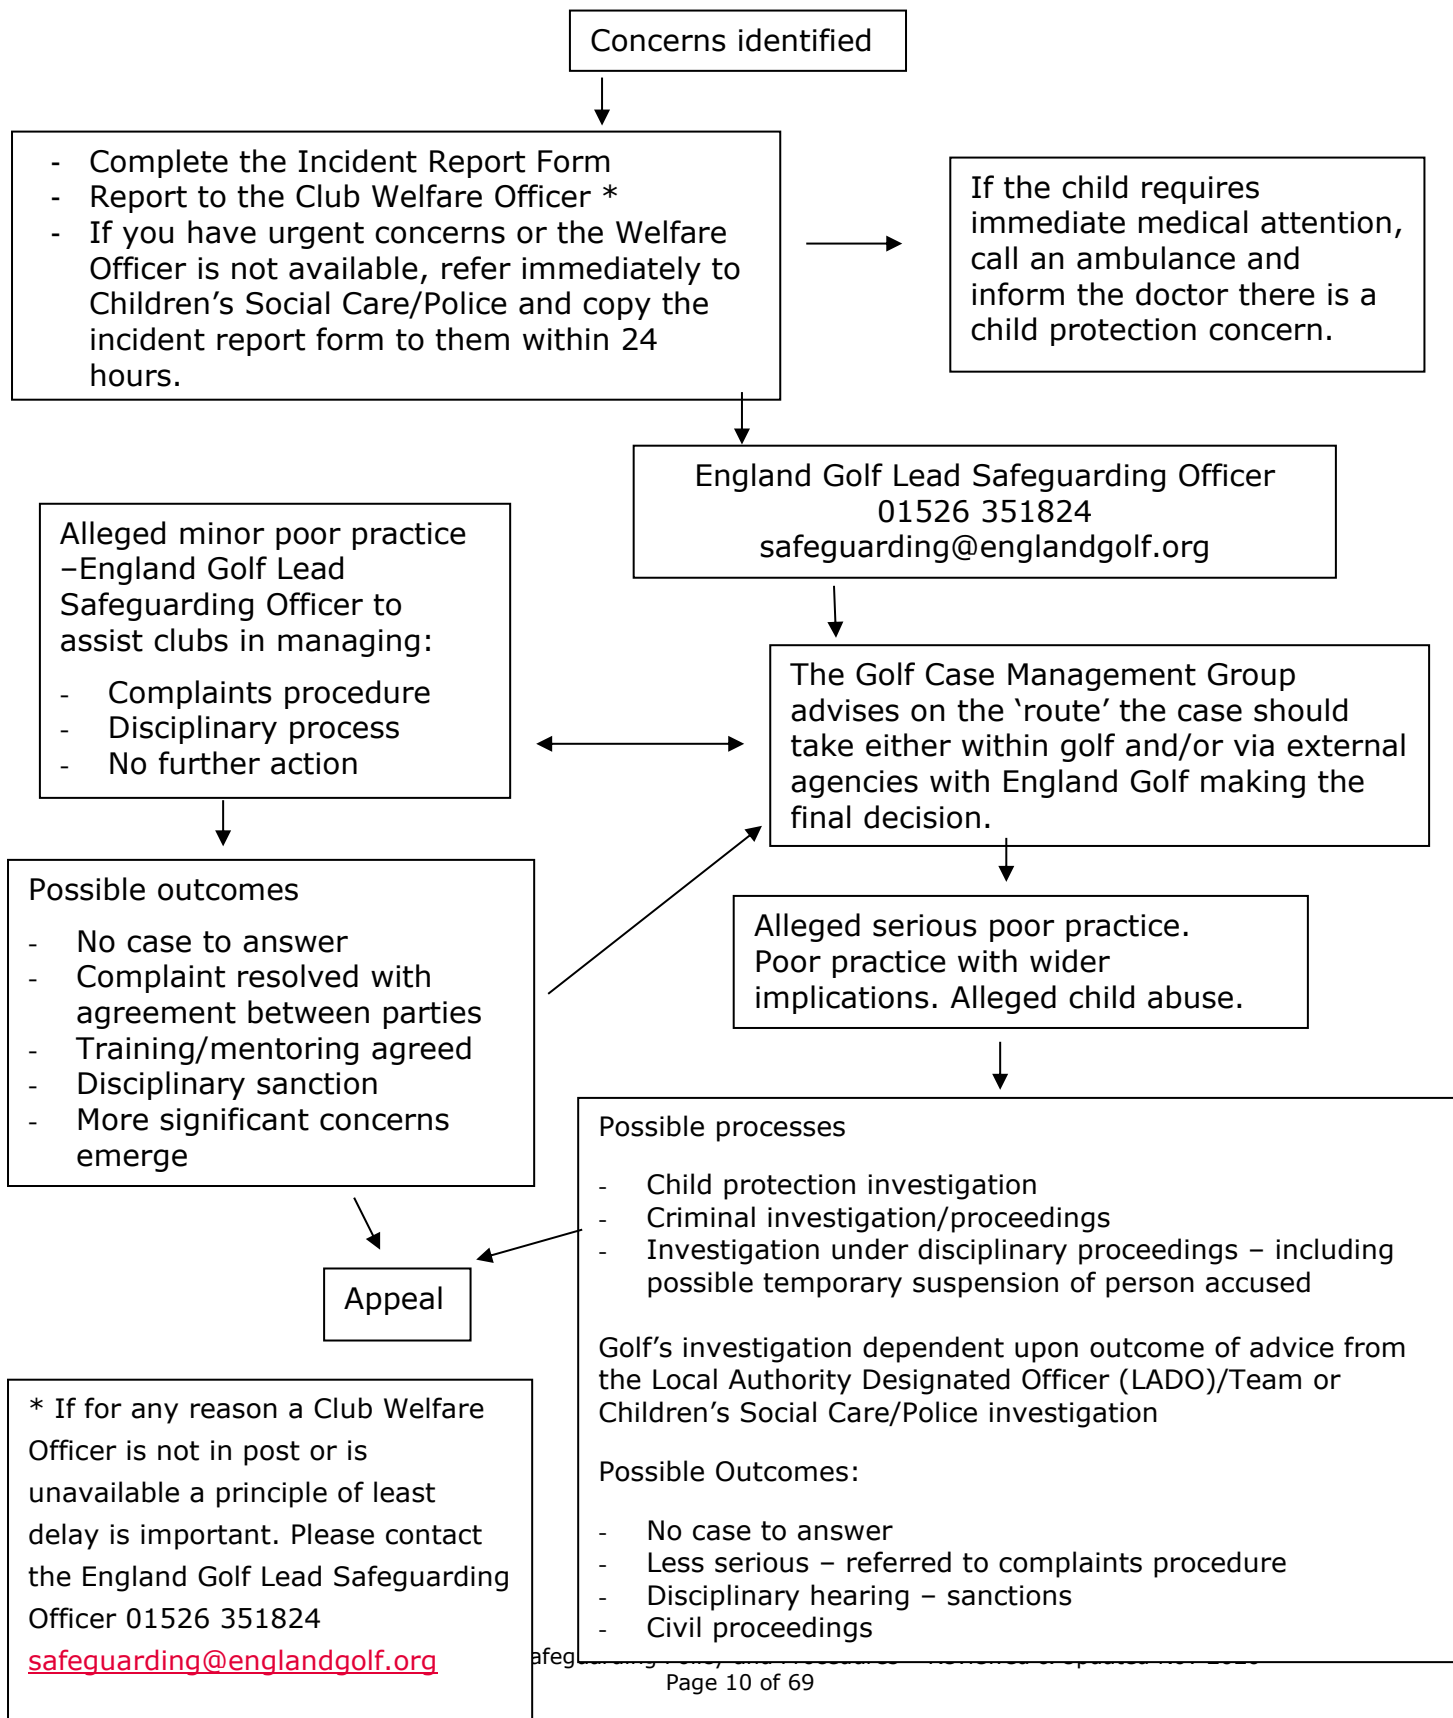 Concerns identified
- Complete the Incident Report Form
- Report to the Club Welfare Officer *
- If you have urgent concerns or the Welfare
Officer is not available, refer immediately to
Children’s Social Care/Police and copy the
incident report form to them within 24
hours.
If the child requires
immediate medical attention,
call an ambulance and
inform the doctor there is a
child protection concern.
England Golf Lead Safeguarding Officer
01526 351824
safeguarding@englandgolf.org
Alleged minor poor practice
–England Golf Lead
Safeguarding Officer to
assist clubs in managing:
- Complaints procedure
- Disciplinary process
- No further action
The Golf Case Management Group
advises on the ‘route’ the case should
take either within golf and/or via external
agencies with England Golf making the
final decision.
Possible outcomes
- No case to answer
- Complaint resolved with
agreement between parties
- Training/mentoring agreed
- Disciplinary sanction
- More significant concerns
emerge
Alleged serious poor practice.
Poor practice with wider
implications. Alleged child abuse.
Possible processes
- Child protection investigation
- Criminal investigation/proceedings
- Investigation under disciplinary proceedings – including
possible temporary suspension of person accused
Golf’s investigation dependent upon outcome of advice from
the Local Authority Designated Officer (LADO)/Team or
Children’s Social Care/Police investigation
Possible Outcomes:
- No case to answer
- Less serious – referred to complaints procedure
- Disciplinary hearing – sanctions
- Civil proceedings
Appeal
* If for any reason a Club Welfare
Officer is not in post or is
unavailable a principle of least
delay is important. Please contact
the England Golf Lead Safeguarding
Officer 01526 351824
safeguarding@englandgolf.org
Page 10 of 69